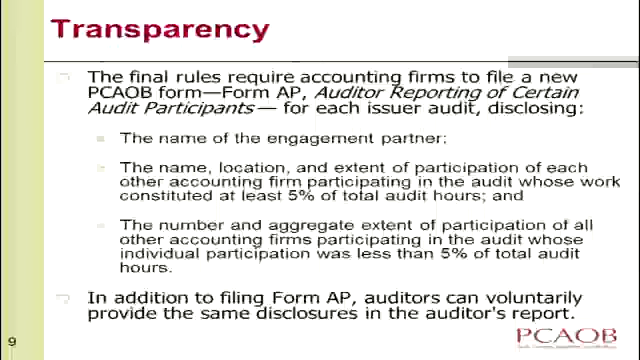 Transparency
The final rules require accounting firms to file a new
PCAOB form—Form AP, Auditor Reporting of Certain
Audit Participants— for each issuer audit, disclosing:
The name of the engagement partner;
The name, location, and extent of participation of each
other accounting firm participating in the audit whose work
constituted at least 5% of total audit hours; and
The number and aggregate extent of participation of all
other accounting firms participating in the audit whose
individual participation was less than 5% of total audit
hours.
In addition to filing Form AP, auditors can voluntarily
provide the same disclosures in the auditor's report.
9
PCAOB